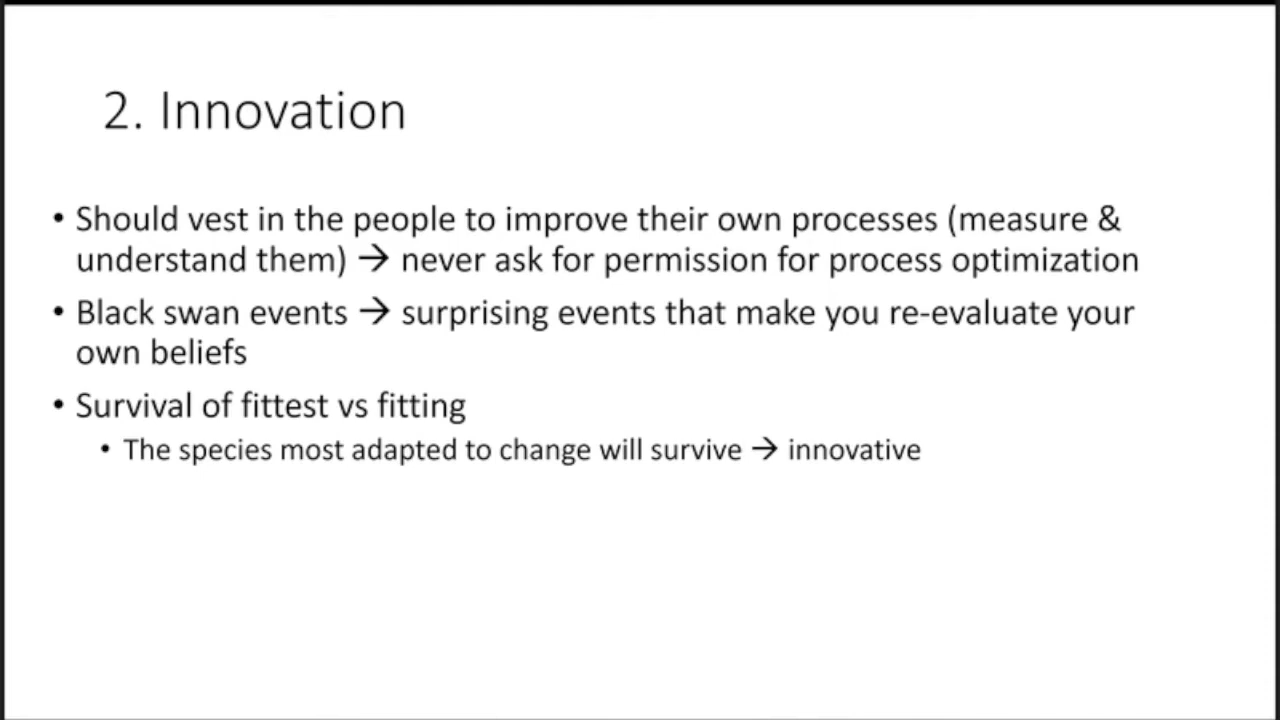 2. Innovation
• Should vest in the people to improve their own processes (measure &
understand them) → never ask for permission for process optimization
• Black swan events → surprising events that make you re-evaluate your
own beliefs
• Survival of fittest vs fitting
• The species most adapted to change will survive → innovative